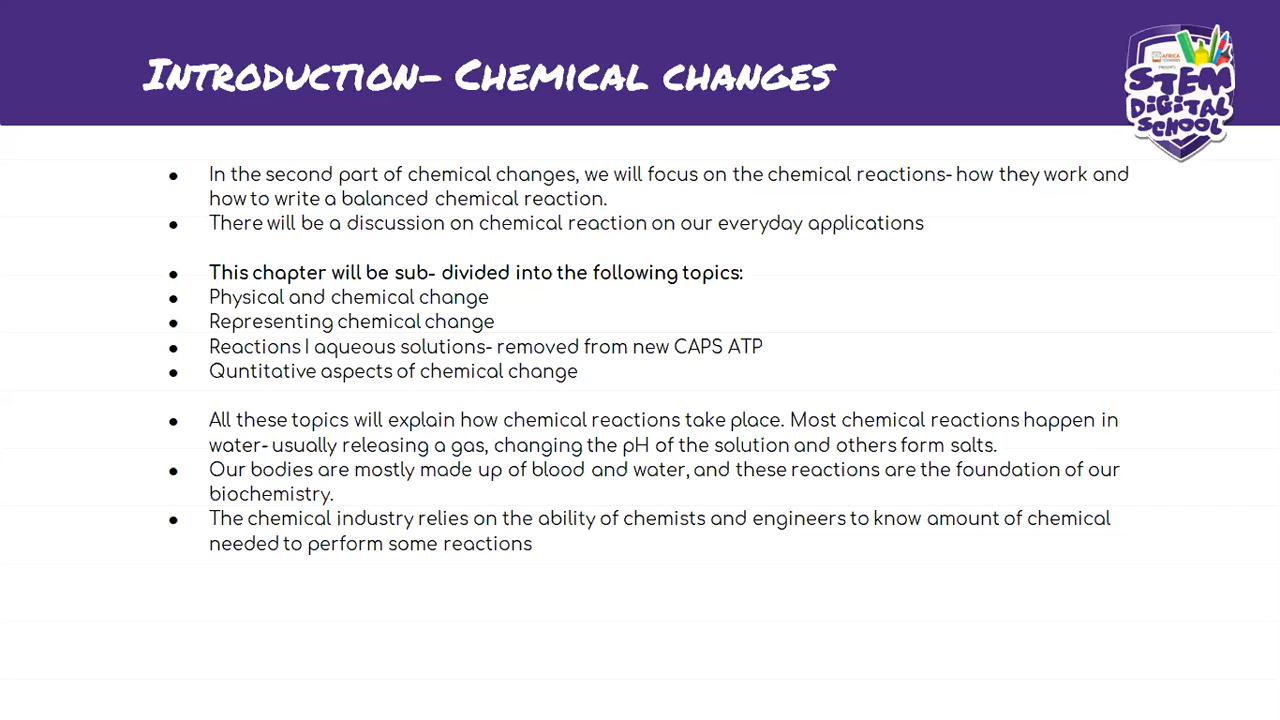 INTRODUCTION- CHEMICAL CHANGES
AFRICA
STEM
DIGITAL
SCHOOL
● In the second part of chemical changes, we will focus on the chemical reactions- how they work and
how to write a balanced chemical reaction.
● There will be a discussion on chemical reaction on our everyday applications
● This chapter will be sub- divided into the following topics:
● Physical and chemical change
● Representing chemical change
● Reactions I aqueous solutions- removed from new CAPS ATP
● Quntitative aspects of chemical change
● All these topics will explain how chemical reactions take place. Most chemical reactions happen in
water- usually releasing a gas, changing the pH of the solution and others form salts.
● Our bodies are mostly made up of blood and water, and these reactions are the foundation of our
biochemistry.
● The chemical industry relies on the ability of chemists and engineers to know amount of chemical
needed to perform some reactions